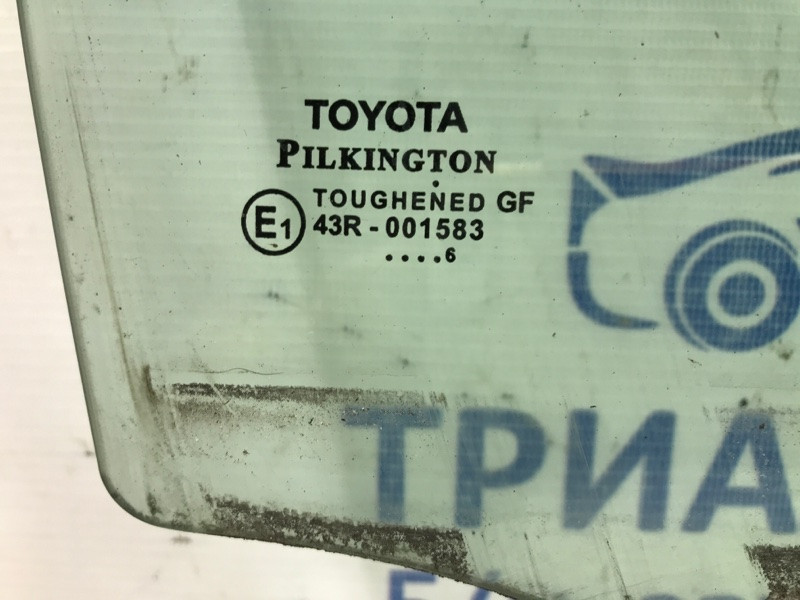 TOYOTA
PILKINGTON
TOUGHENED GF
E1 43R - 001583
....6
ТРИА